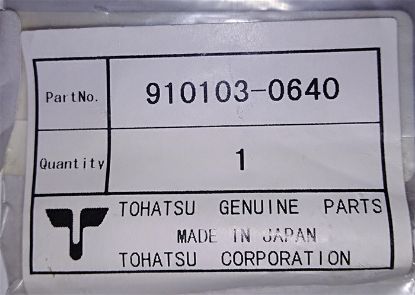 PartNo. 910103-0640
Quantity 1
TOHATSU GENUINE PARTS
MADE IN JAPAN
TOHATSU CORPORATION